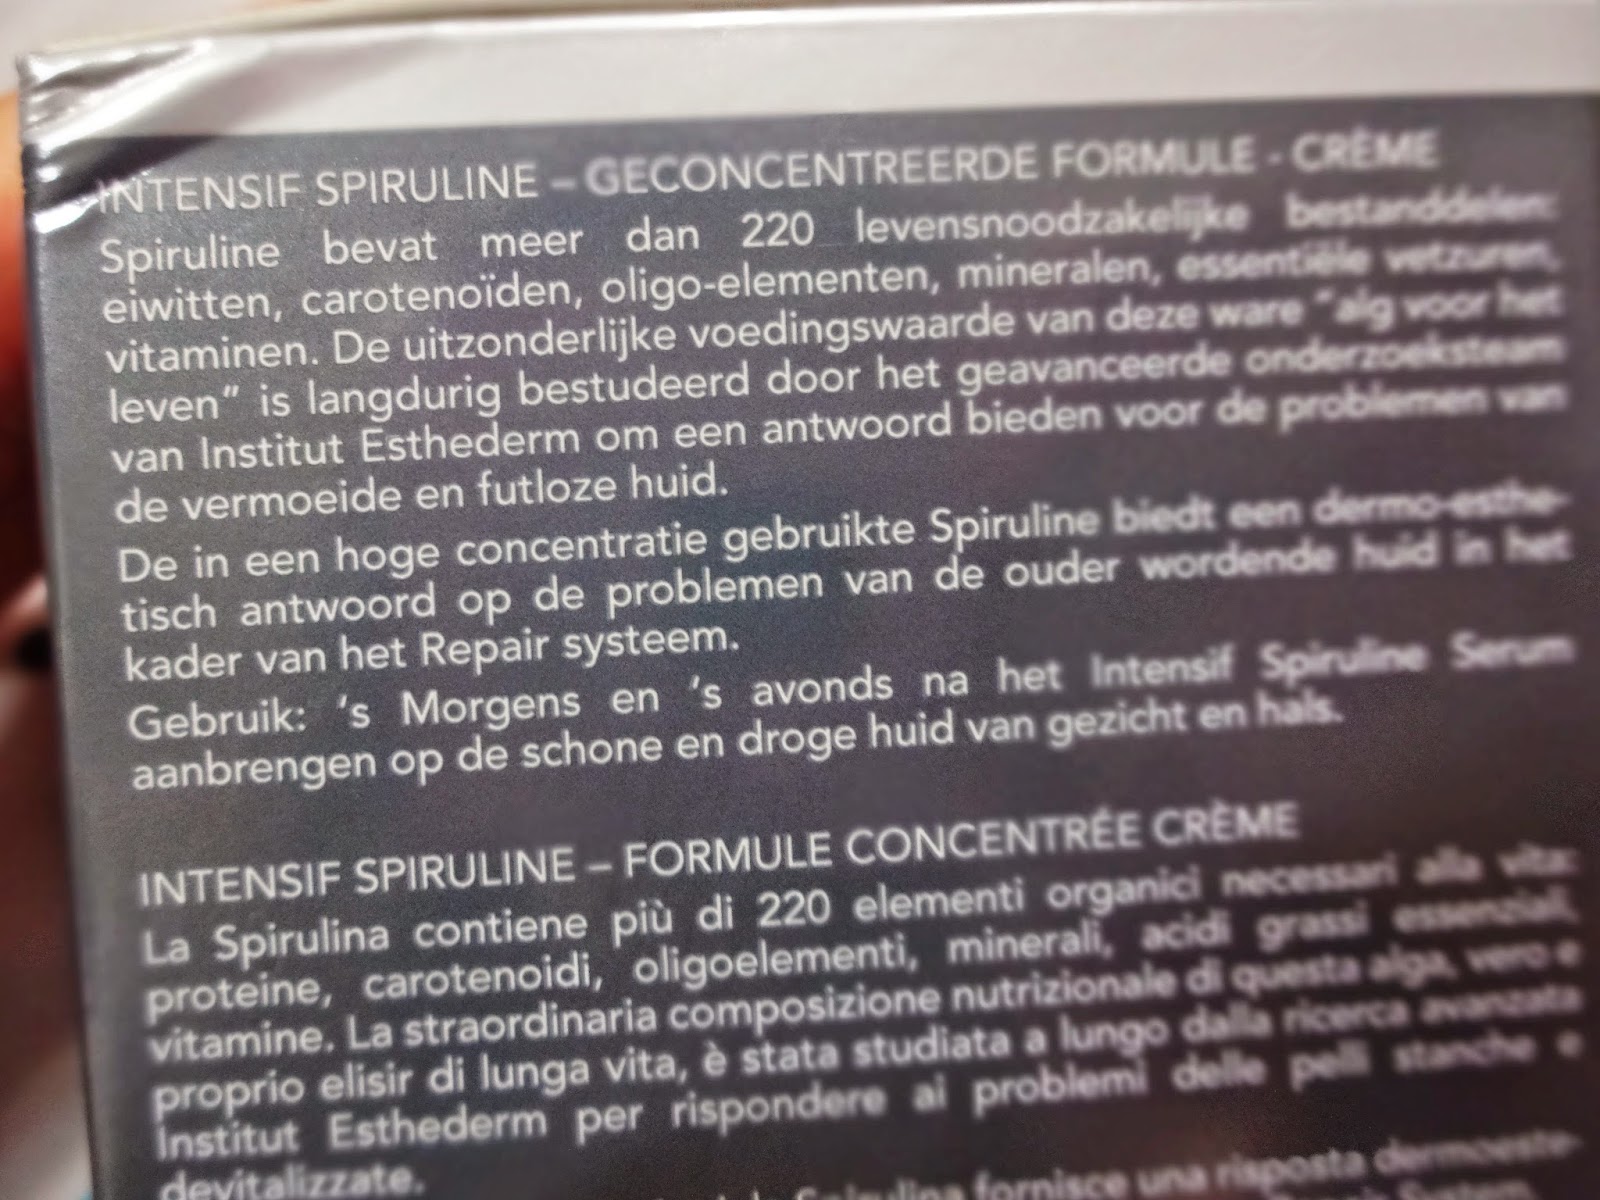 INTENSIF SPIRULINE – GECONCENTREERDE FORMULE - CRÈME
Spiruline bevat meer dan 220 levensnoodzakelijke bestanddelen:
eiwitten, carotenoïden, oligo-elementen, mineralen, essentiële vetzuren,
vitaminen. De uitzonderlijke voedingswaarde van deze ware “alg voor het
leven” is langdurig bestudeerd door het geavanceerde onderzoeksteam
van Institut Esthederm om een antwoord bieden voor de problemen van
de vermoeide en futloze huid.
De in een hoge concentratie gebruikte Spiruline biedt een dermo-esthe-
tisch antwoord op de problemen van de ouder wordende huid in het
kader van het Repair systeem.
Gebruik: ‘s Morgens en ‘s avonds na het Intensif Spiruline Serum
aanbrengen op de schone en droge huid van gezicht en hals.
INTENSIF SPIRULINE – FORMULE CONCENTRÉE CRÈME
La Spirulina contiene più di 220 elementi organici necessari alla vita:
proteine, carotenoidi, oligoelementi, minerali, acidi grassi essenziali,
vitamine. La straordinaria composizione nutrizionale di questa alga, vero e
proprio elisir di lunga vita, è stata studiata a lungo dalla ricerca avanzata
Institut Esthederm per rispondere ai problemi delle pelli stanche e
devitalizzate.
Spirulina fornisce una risposta dermoeste-
System.